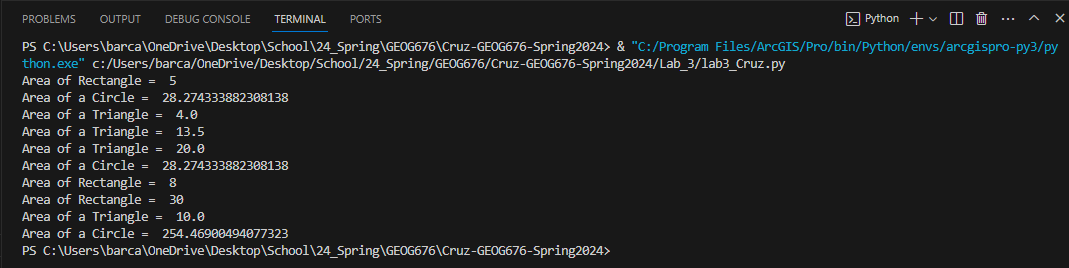 PROBLEMS OUTPUT DEBUG CONSOLE TERMINAL PORTS Python
PS C:\Users\barca\OneDrive\Desktop\School\24_Spring\GEOG676\Cruz-GEOG676-Spring2024> & "C:/Program Files/ArcGIS/Pro/bin/Python/envs/arcgispro-py3/py
thon.exe" c:/Users/barca/OneDrive/Desktop/School/24_Spring/GEOG676/Cruz-GEOG676-Spring2024/Lab_3/lab3_Cruz.py
Area of Rectangle =  5
Area of a Circle =  28.274333882308138
Area of a Triangle =  4.0
Area of a Triangle =  13.5
Area of a Triangle =  20.0
Area of a Circle =  28.274333882308138
Area of Rectangle =  8
Area of Rectangle =  30
Area of a Triangle =  10.0
Area of a Circle =  254.46900494077323
PS C:\Users\barca\OneDrive\Desktop\School\24_Spring\GEOG676\Cruz-GEOG676-Spring2024>